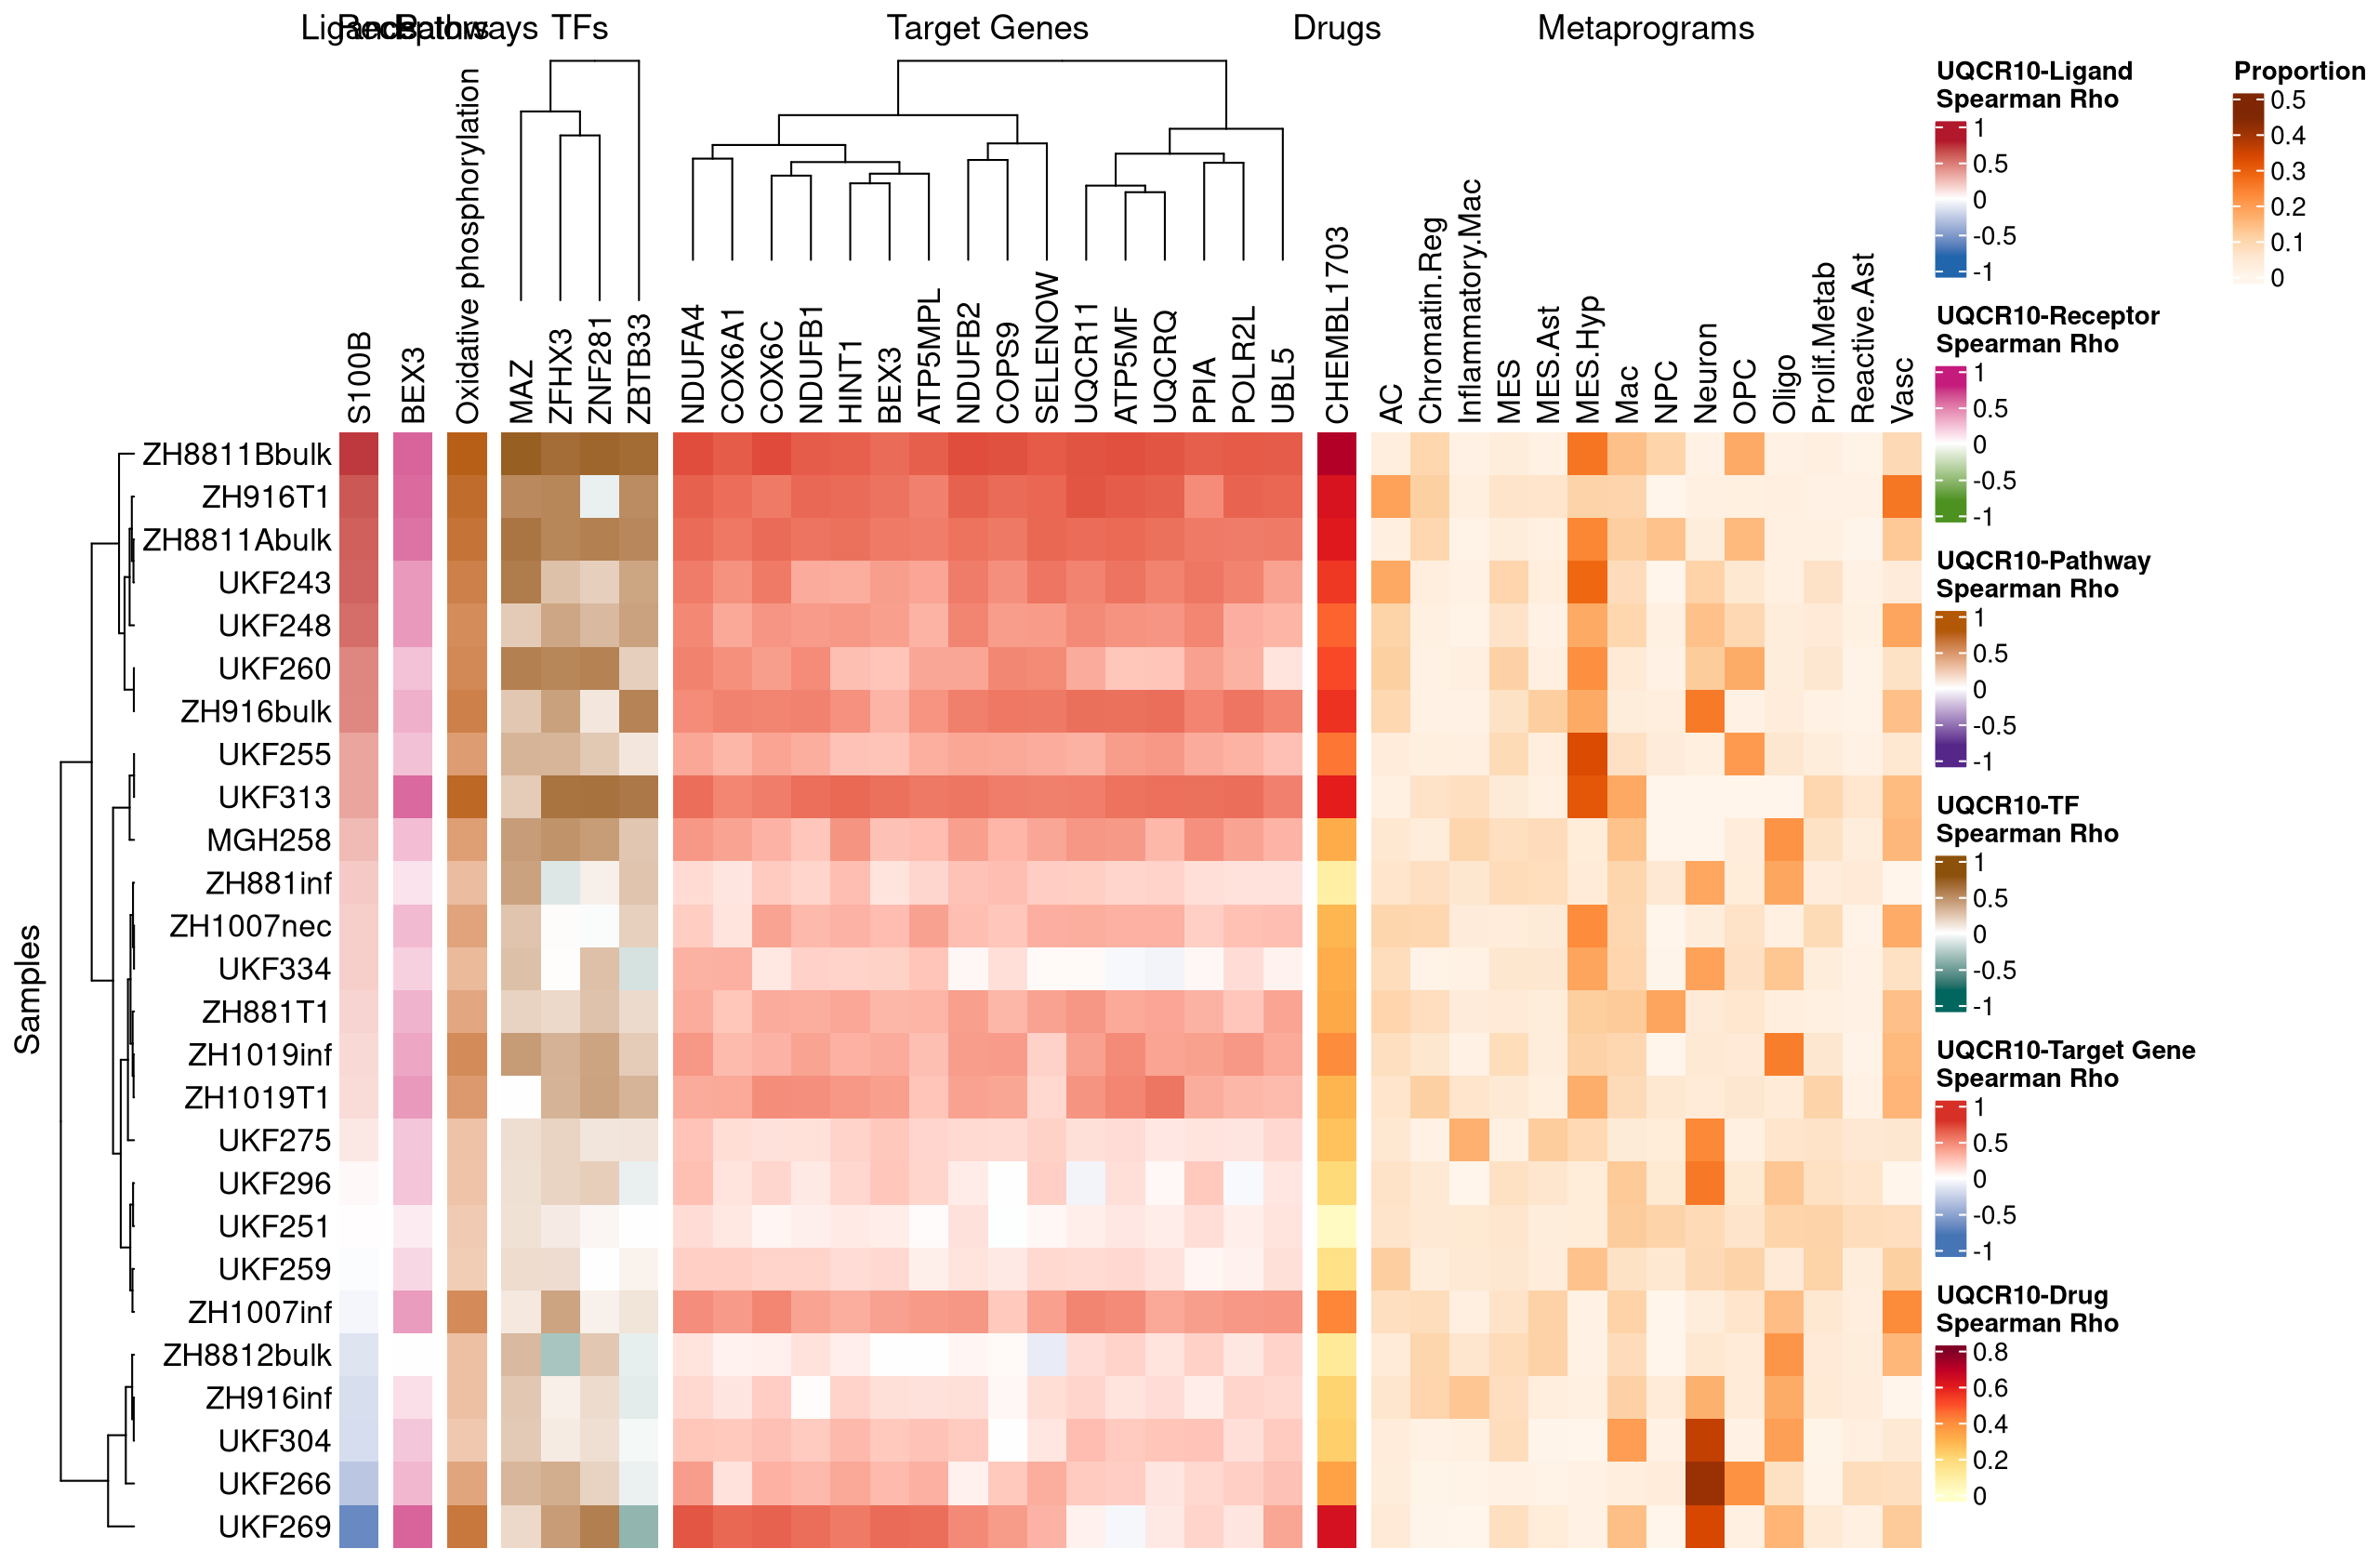 Ligands Receptors Pathways TFs Target Genes Drugs Metaprograms
S100B
BEX3
Oxidative phosphorylation
MAZ
ZFHX3
ZNF281
ZBTB33
NDUFA4
COX6A1
COX6C
NDUFB1
HINT1
BEX3
ATP5MPL
NDUFB2
COPS9
SELENOW
UQCR11
ATP5MF
UQCRQ
PPIA
POLR2L
UBL5
CHEMBL1703
AC
Chromatin.Reg
Inflammatory.Mac
MES
MES.Ast
MES.Hyp
Mac
NPC
Neuron
OPC
Oligo
Prolif.Metab
Reactive.Ast
Vasc
Samples
ZH8811Bbulk
ZH916T1
ZH8811Abulk
UKF243
UKF248
UKF260
ZH916bulk
UKF255
UKF313
MGH258
ZH881inf
ZH1007nec
UKF334
ZH881T1
ZH1019inf
ZH1019T1
UKF275
UKF296
UKF251
UKF259
ZH1007inf
ZH8812bulk
ZH916inf
UKF304
UKF266
UKF269
UQCR10-Ligand
Spearman Rho
1
0.5
0
-0.5
-1
UQCR10-Receptor
Spearman Rho
1
0.5
0
-0.5
-1
UQCR10-Pathway
Spearman Rho
1
0.5
0
-0.5
-1
UQCR10-TF
Spearman Rho
1
0.5
0
-0.5
-1
UQCR10-Target Gene
Spearman Rho
1
0.5
0
-0.5
-1
UQCR10-Drug
Spearman Rho
0.8
0.6
0.4
0.2
0
Proportion
0.5
0.4
0.3
0.2
0.1
0